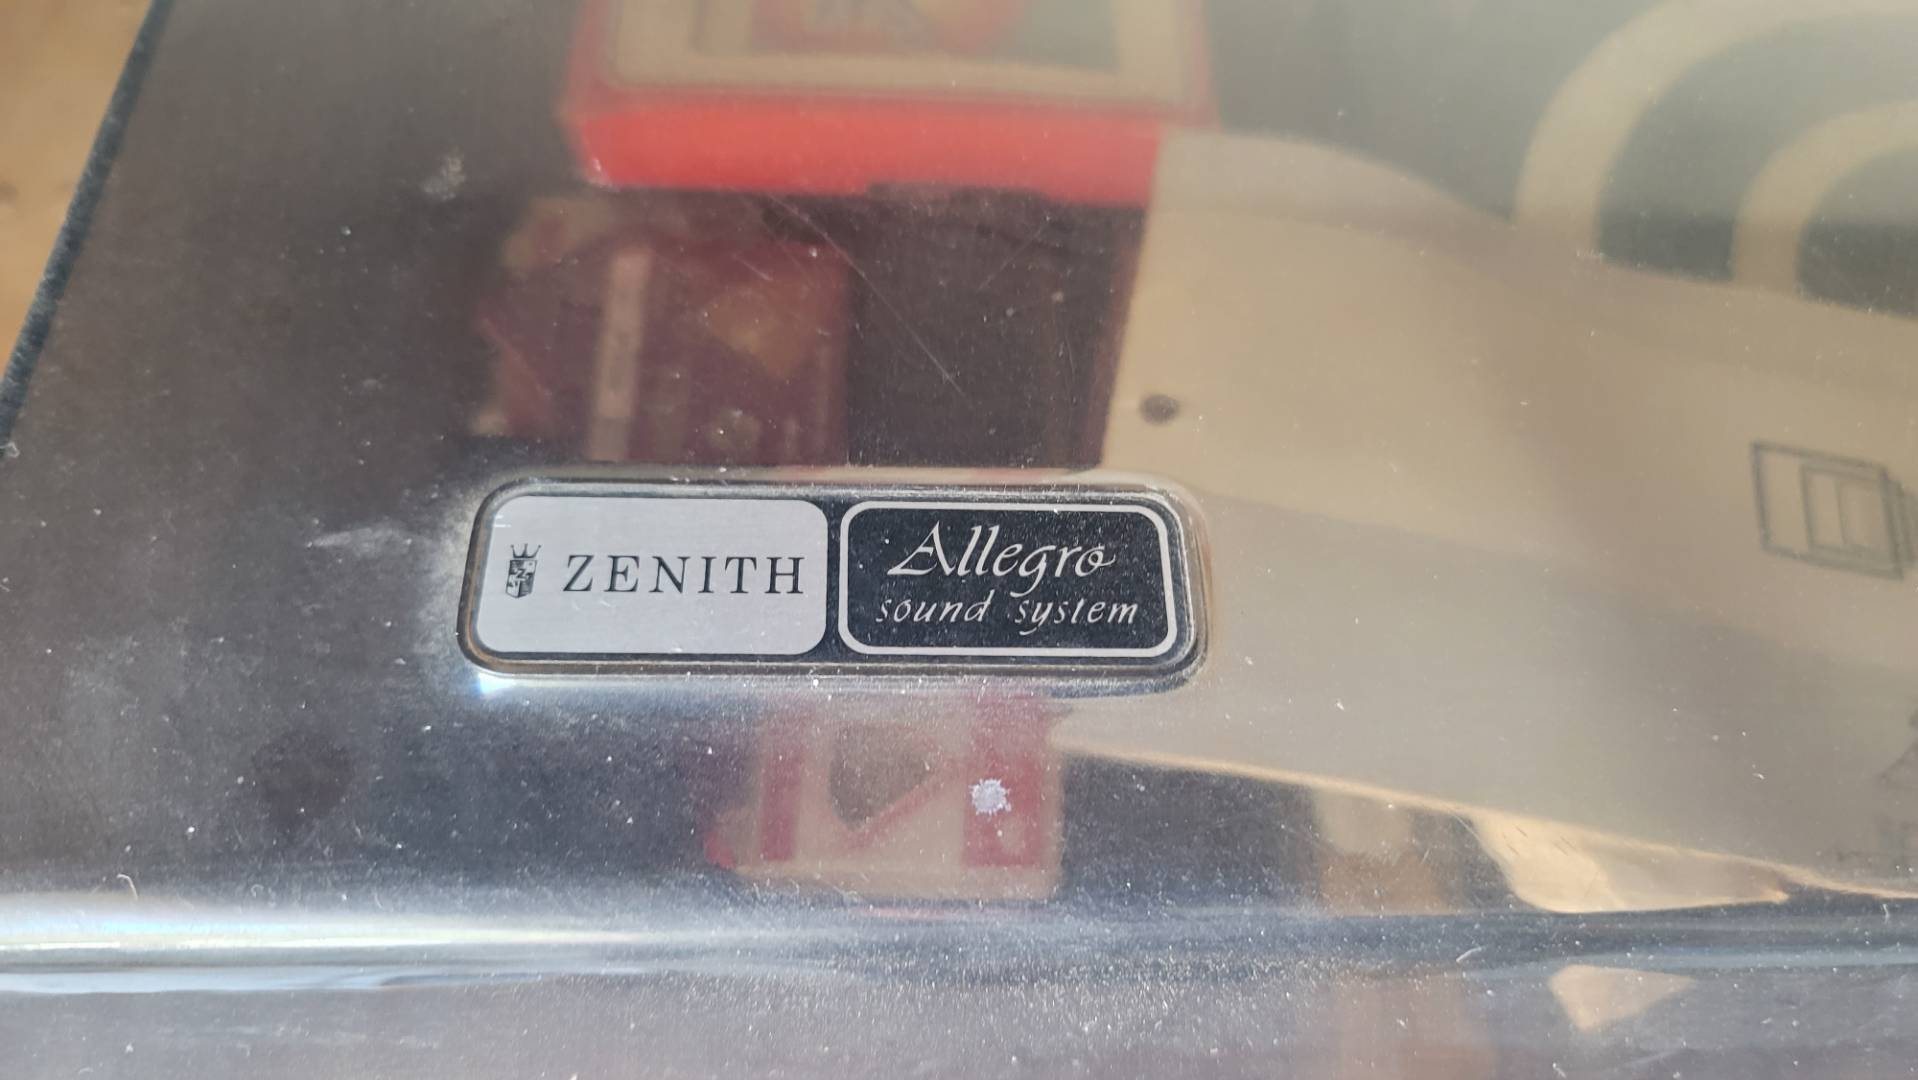 ZENITH
Allegro
sound system